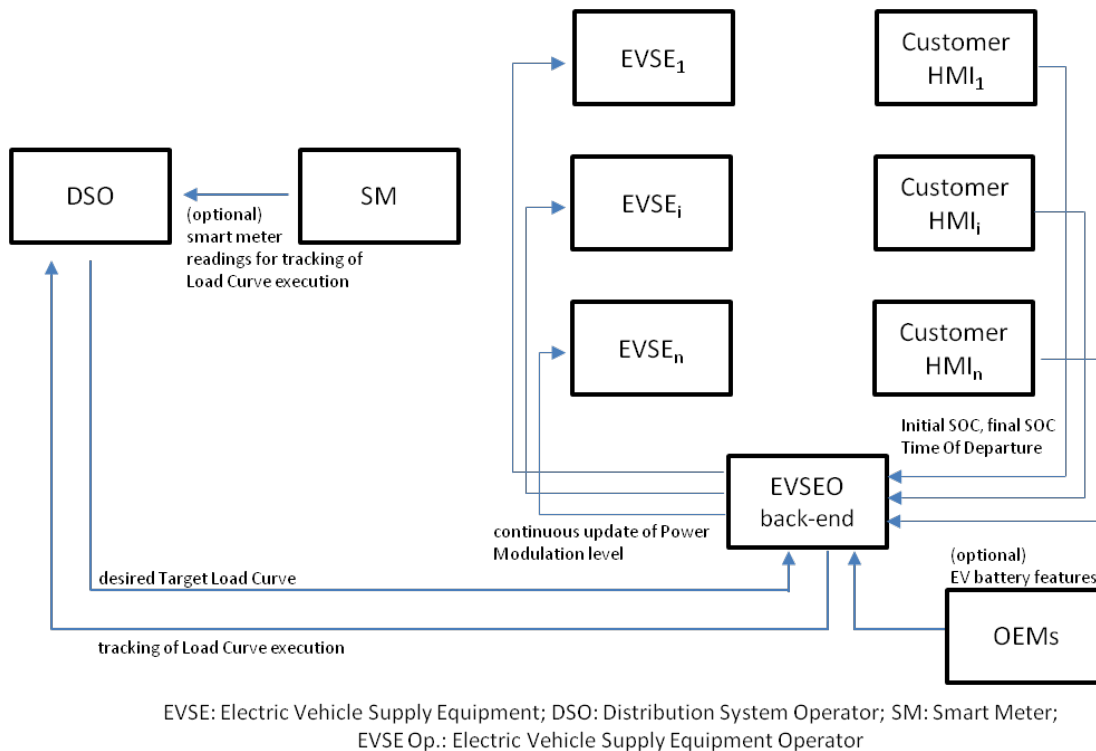 EVSE1
Customer
HMI1
DSO
SM
EVSEi
Customer
HMIi
(optional)
smart meter
readings for tracking of
Load Curve execution
EVSEn
Customer
HMIn
Initial SOC, final SOC
Time Of Departure
EVSEO
back-end
continuous update of Power
Modulation level
(optional)
EV battery features
desired Target Load Curve
OEMs
tracking of Load Curve execution
EVSE: Electric Vehicle Supply Equipment; DSO: Distribution System Operator; SM: Smart Meter;
EVSE Op.: Electric Vehicle Supply Equipment Operator